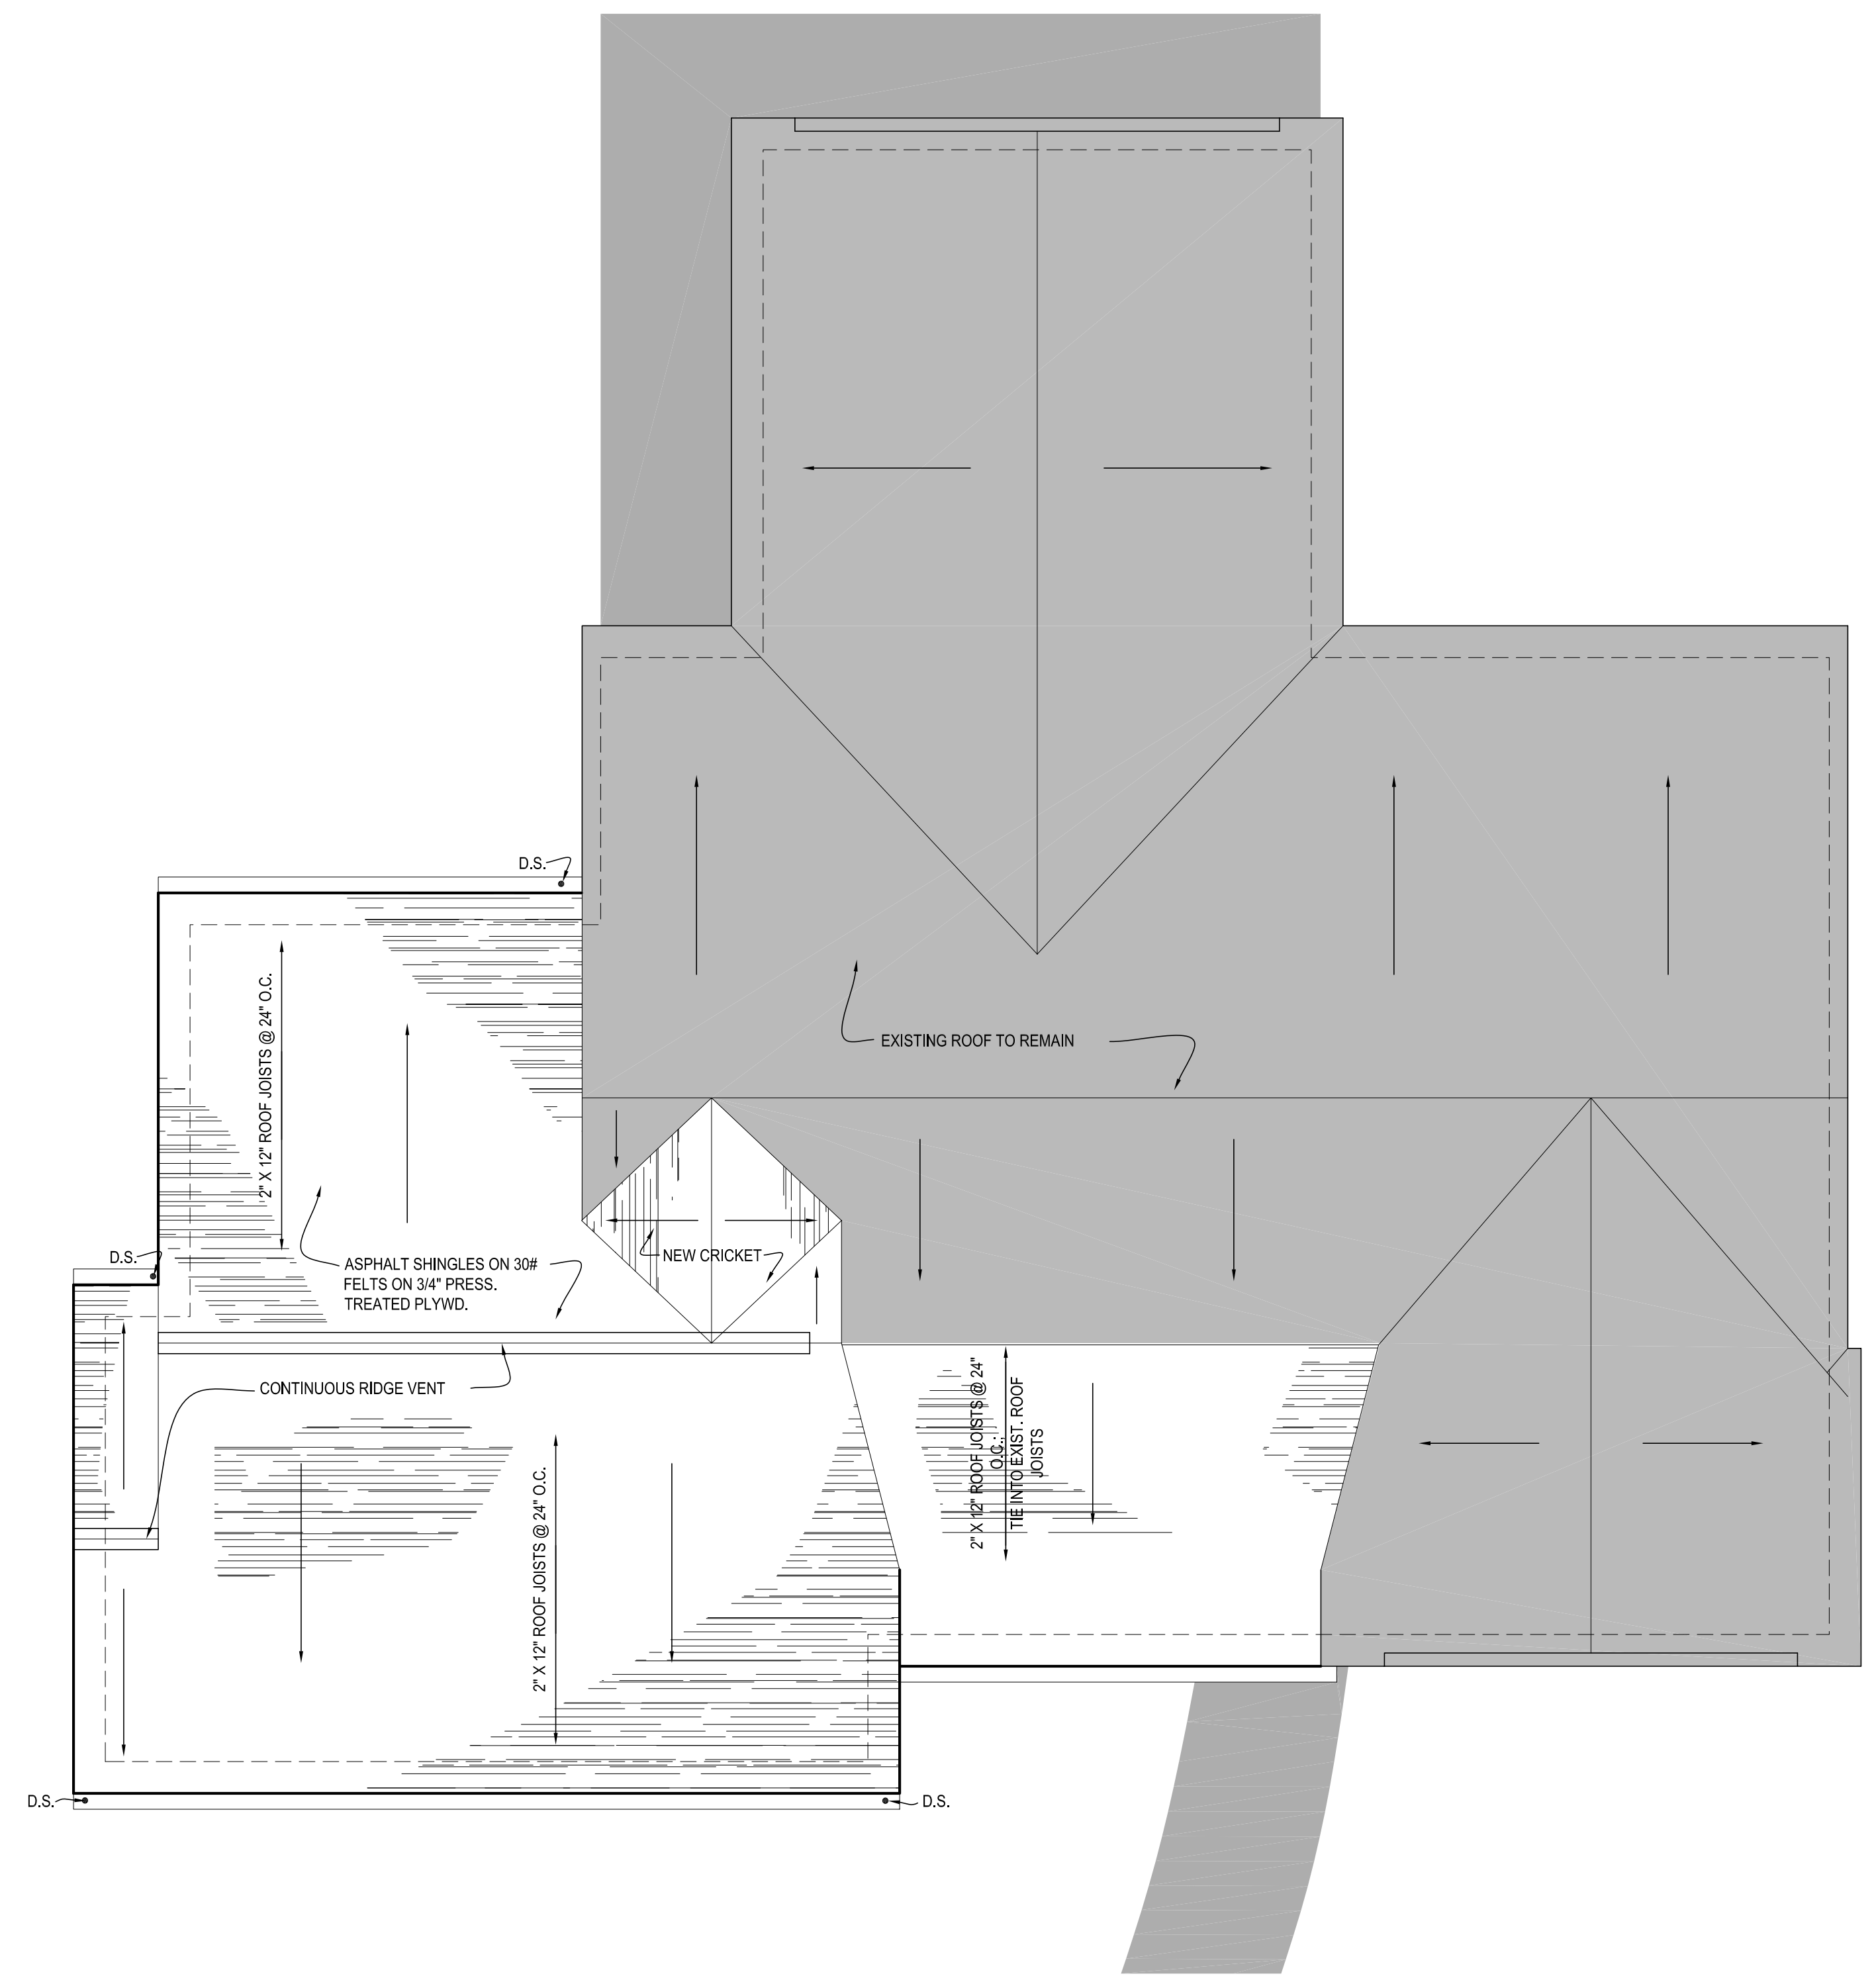 D.S.
2" X 12" ROOF JOISTS @ 24" O.C.
EXISTING ROOF TO REMAIN
D.S.
ASPHALT SHINGLES ON 30#
FELTS ON 3/4" PRESS.
TREATED PLYWD.
NEW CRICKET
CONTINUOUS RIDGE VENT
2" X 12" ROOF JOISTS @ 24"
O.C.;
TIE INTO EXIST. ROOF
JOISTS
2" X 12" ROOF JOISTS @ 24" O.C.
D.S.
D.S.